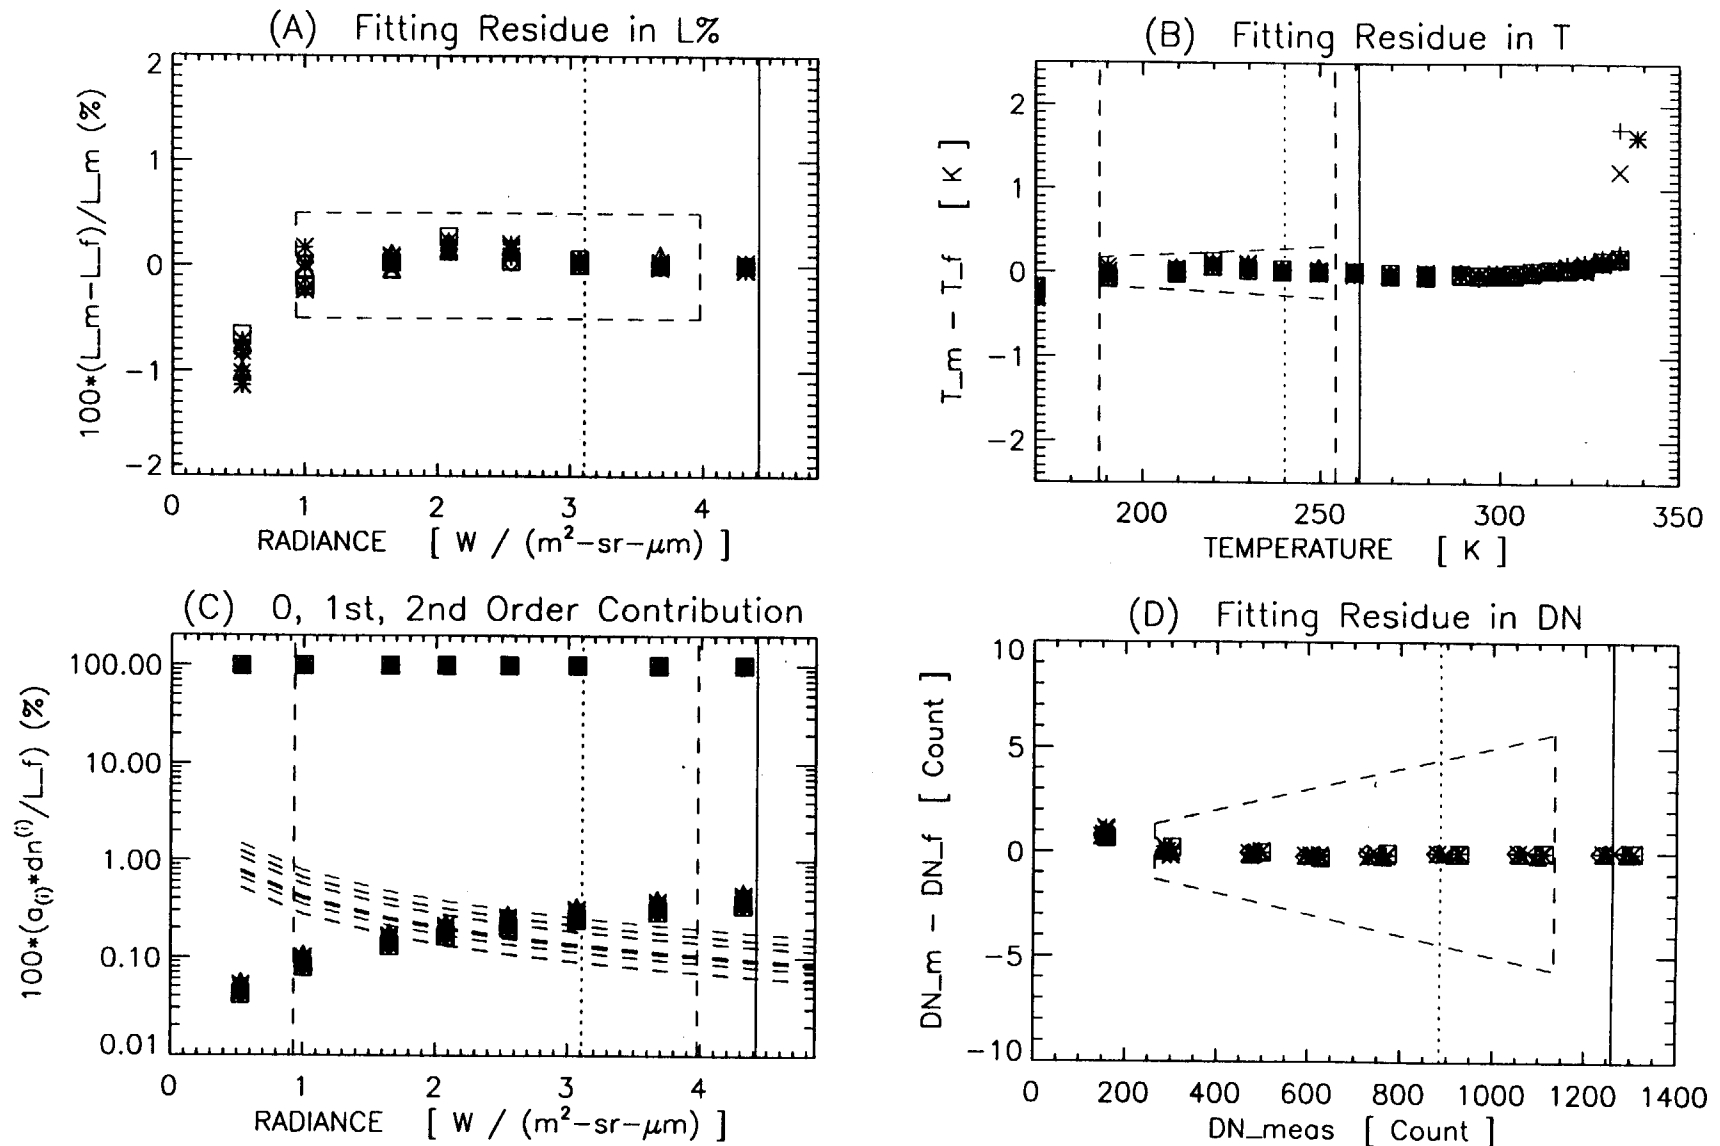 (A) Fitting Residue in L%
100*(L_m−L_f)/L_m (%)
2
1
0
−1
−2
0 1 2 3 4
RADIANCE [ W / (m²−sr−μm) ]
(B) Fitting Residue in T
T_m − T_f [ K ]
2
1
0
−1
−2
200 250 300 350
TEMPERATURE [ K ]
(C) 0, 1st, 2nd Order Contribution
100*(a(i)*dn(i)/L_f) (%)
100.00
10.00
1.00
0.10
0.01
0 1 2 3 4
RADIANCE [ W / (m²−sr−μm) ]
(D) Fitting Residue in DN
DN_m − DN_f [ Count ]
10
5
0
−5
−10
0 200 400 600 800 1000 1200 1400
DN_meas [ Count ]